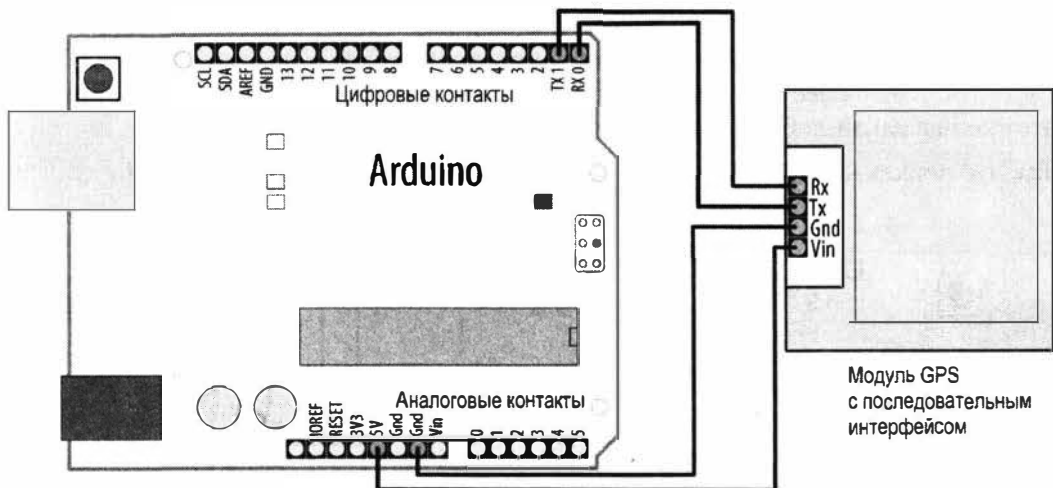 SCL
SDA
AREF
GND
13
12
11
10
9
8
7
6
5
4
3
2
TX 1
RX 0
Цифровые контакты
Arduino
Rx
Tx
Gnd
Vin
Модуль GPS
с последовательным
интерфейсом
Аналоговые контакты
IOREF
RESET
3V3
5V
Gnd
Gnd
Vin
0
1
2
3
4
5